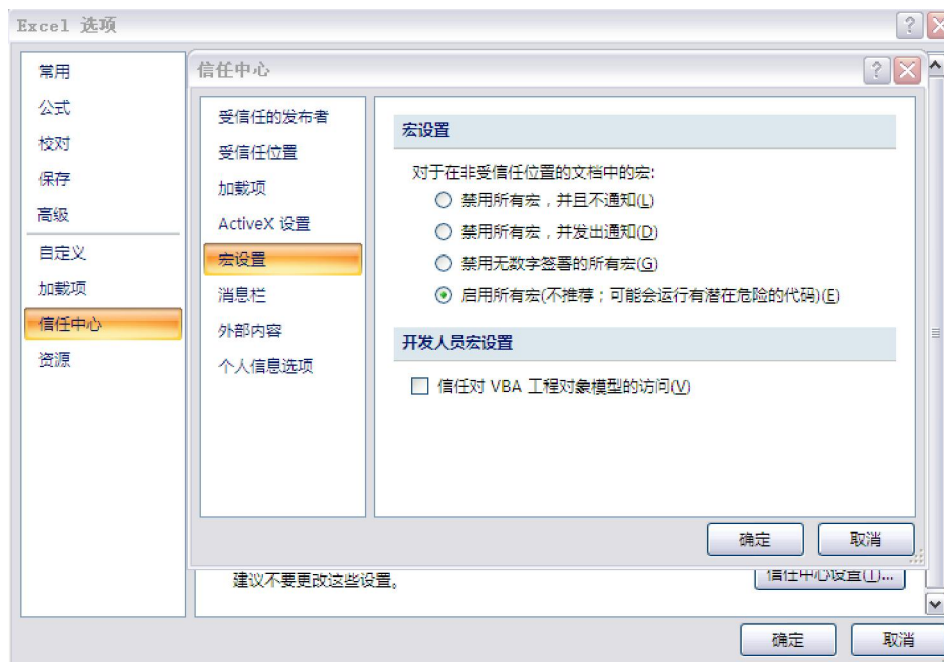 Excel 选项
常用
公式
校对
保存
高级
自定义
加载项
信任中心
资源
信任中心
受信任的发布者
受信任位置
加载项
ActiveX 设置
宏设置
消息栏
外部内容
个人信息选项
宏设置
对于在非受信任位置的文档中的宏:
禁用所有宏，并且不通知(L)
禁用所有宏，并发出通知(D)
禁用无数字签署的所有宏(G)
启用所有宏(不推荐；可能会运行有潜在危险的代码)(E)
开发人员宏设置
信任对 VBA 工程对象模型的访问(V)
确定
取消
建议不要更改这些设置。
信任中心设置(T)...
确定
取消